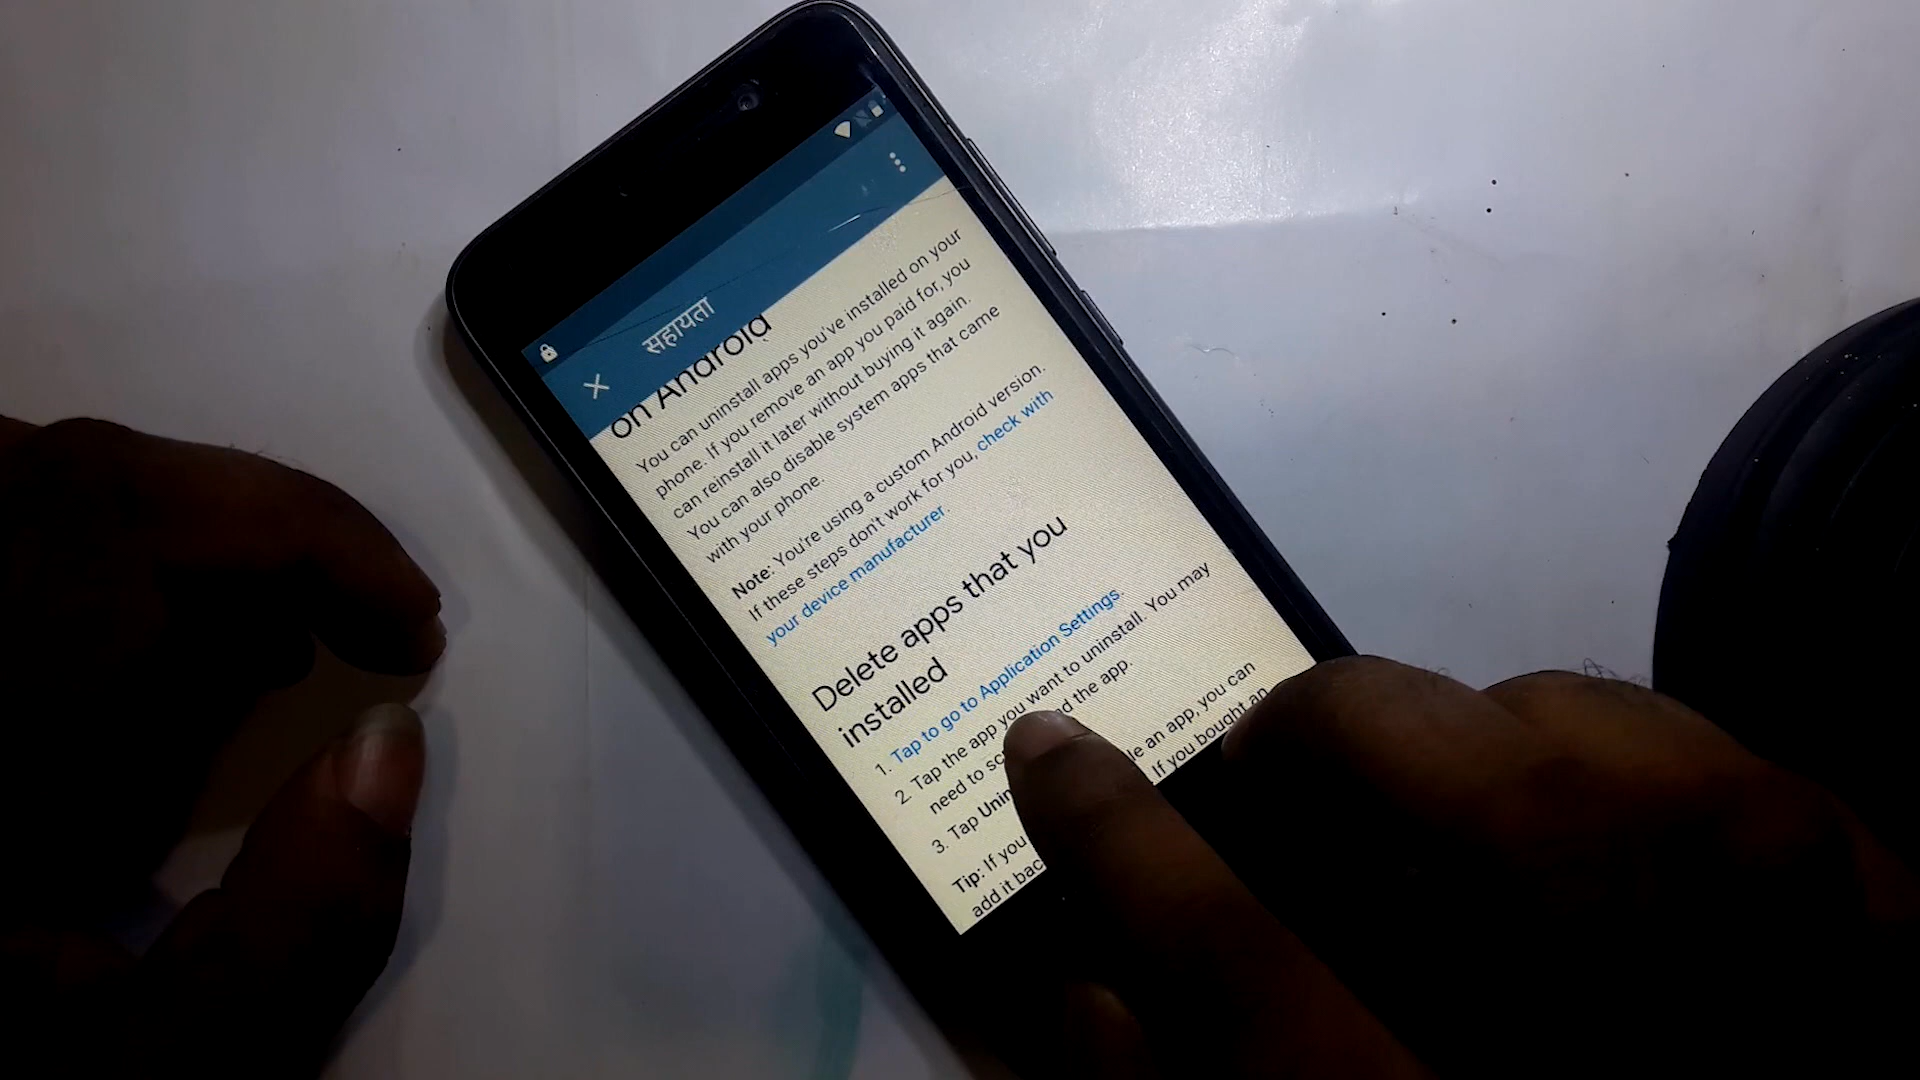 सहायता
on Android
You can uninstall apps you've installed on your
phone. If you remove an app you paid for, you
can reinstall it later without buying it again.
You can also disable system apps that came
with your phone.
Note: You're using a custom Android version.
If these steps don't work for you, check with
your device manufacturer.
Delete apps that you
installed
1. Tap to go to Application Settings.
2. Tap the app you want to uninstall. You may
need to the app.
3. Tap
Tip: If you le an app, you can
add it If you bought an